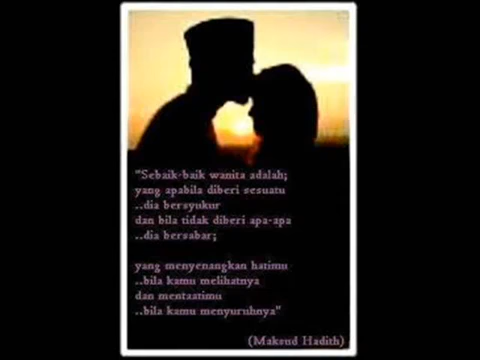 "Sebaik-baik wanita adalah;
yang apabila diberi sesuatu
..dia bersyukur
dan bila tidak diberi apa-apa
..dia bersabar;
yang menyenangkan hatimu
..bila kamu melihatnya
dan mentaatimu
..bila kamu menyuruhnya"
(Maksud Hadith)